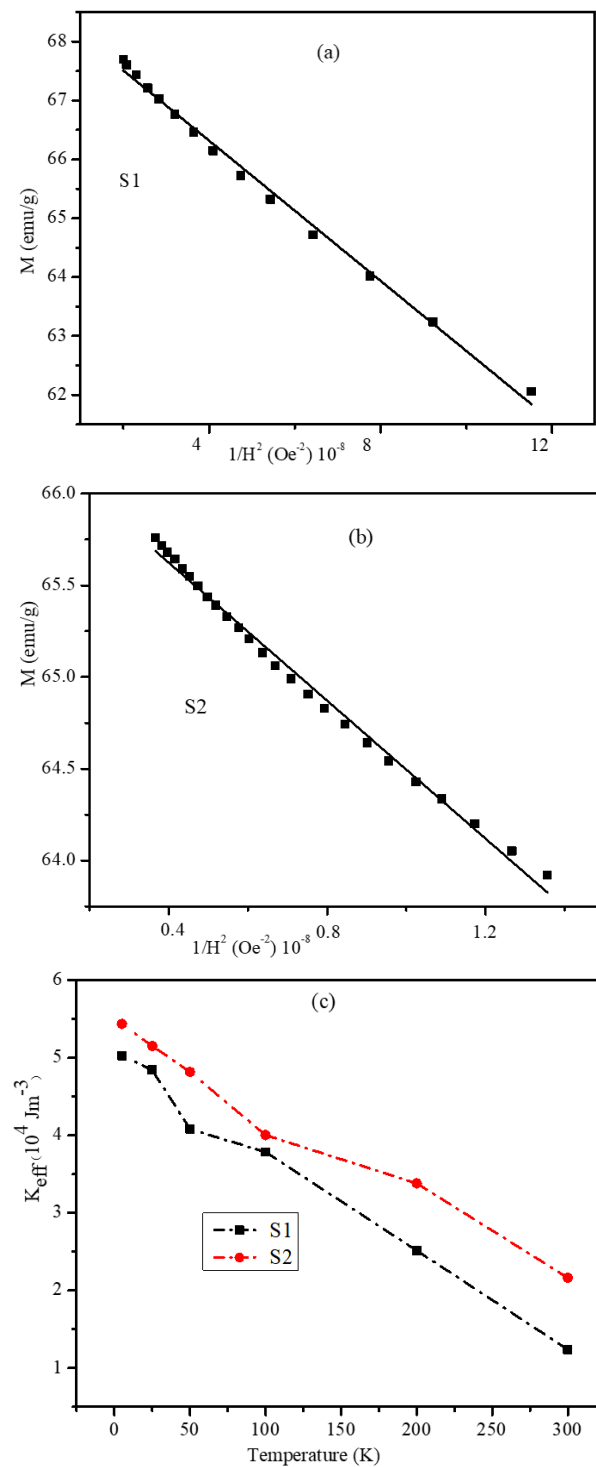 (a)
68
67
66
65
64
63
62
M (emu/g)
S1
4
8
12
1/H² (Oe⁻²) 10⁻⁸
(b)
66.0
65.5
65.0
64.5
64.0
M (emu/g)
S2
0.4
0.8
1.2
1/H² (Oe⁻²) 10⁻⁸
(c)
6
5
4
3
2
1
K_eff (10⁴ Jm⁻³)
S1
S2
0
50
100
150
200
250
300
Temperature (K)